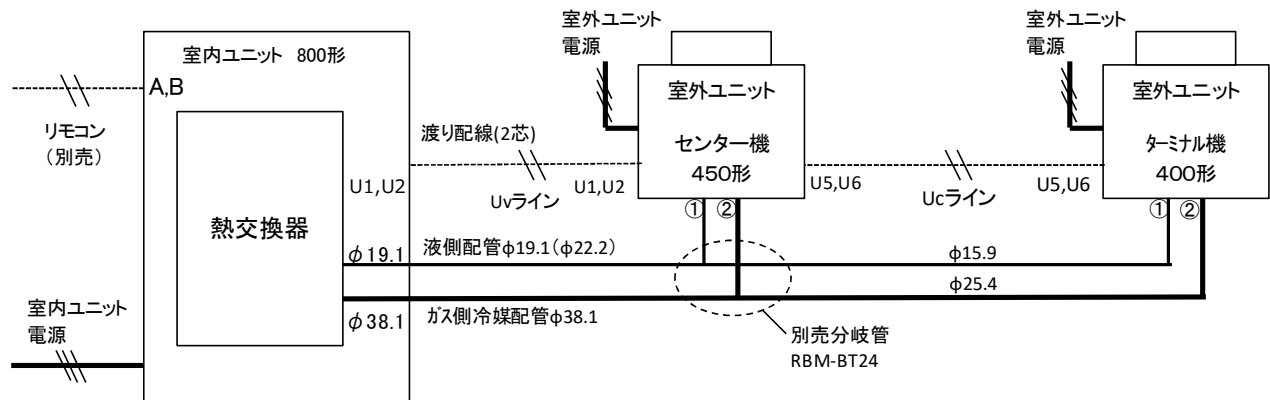 室内ユニット 800形
A,B
リモコン
（別売）
熱交換器
U1,U2
φ19.1
φ38.1
室内ユニット
電源
渡り配線(2芯)
Uvライン
U1,U2
液側配管φ19.1(φ22.2)
ガス側冷媒配管φ38.1
室外ユニット
電源
室外ユニット
センター機
450形
① ②
U5,U6
Ucライン
U5,U6
φ15.9
φ25.4
別売分岐管
RBM-BT24
室外ユニット
電源
室外ユニット
ターミナル機
400形
① ②